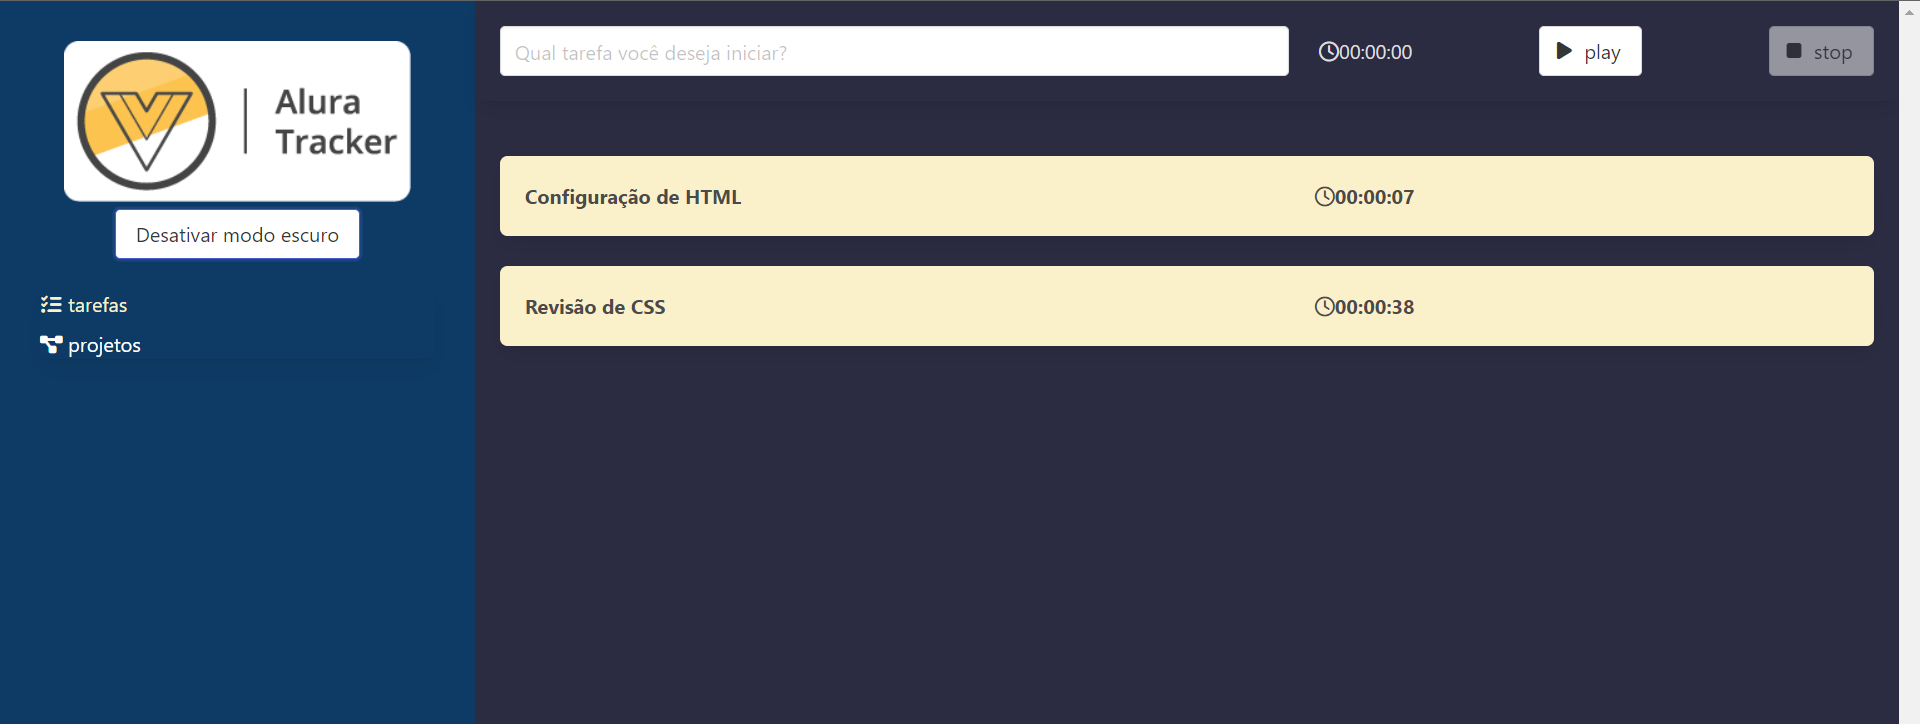 Alura
Tracker
Desativar modo escuro
tarefas
projetos
Qual tarefa você deseja iniciar?
00:00:00
play
stop
Configuração de HTML
00:00:07
Revisão de CSS
00:00:38